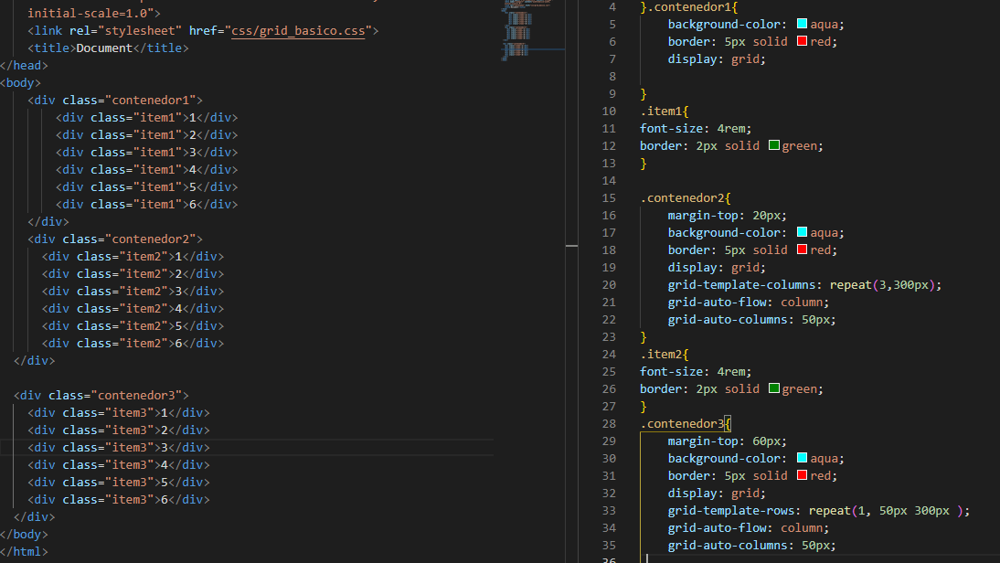 initial-scale=1.0">
<link rel="stylesheet" href="css/grid_basico.css">
<title>Document</title>
</head>
<body>
<div class="contenedor1">
<div class="item1">1</div>
<div class="item1">2</div>
<div class="item1">3</div>
<div class="item1">4</div>
<div class="item1">5</div>
<div class="item1">6</div>
</div>
<div class="contenedor2">
<div class="item2">1</div>
<div class="item2">2</div>
<div class="item2">3</div>
<div class="item2">4</div>
<div class="item2">5</div>
<div class="item2">6</div>
</div>
<div class="contenedor3">
<div class="item3">1</div>
<div class="item3">2</div>
<div class="item3">3</div>
<div class="item3">4</div>
<div class="item3">5</div>
<div class="item3">6</div>
</div>
</body>
</html>
4 }.contenedor1{
5 background-color: aqua;
6 border: 5px solid red;
7 display: grid;
8
9 }
10 .item1{
11 font-size: 4rem;
12 border: 2px solid green;
13 }
14
15 .contenedor2{
16 margin-top: 20px;
17 background-color: aqua;
18 border: 5px solid red;
19 display: grid;
20 grid-template-columns: repeat(3,300px);
21 grid-auto-flow: column;
22 grid-auto-columns: 50px;
23 }
24 .item2{
25 font-size: 4rem;
26 border: 2px solid green;
27 }
28 .contenedor3{
29 margin-top: 60px;
30 background-color: aqua;
31 border: 5px solid red;
32 display: grid;
33 grid-template-rows: repeat(1, 50px 300px );
34 grid-auto-flow: column;
35 grid-auto-columns: 50px;
36